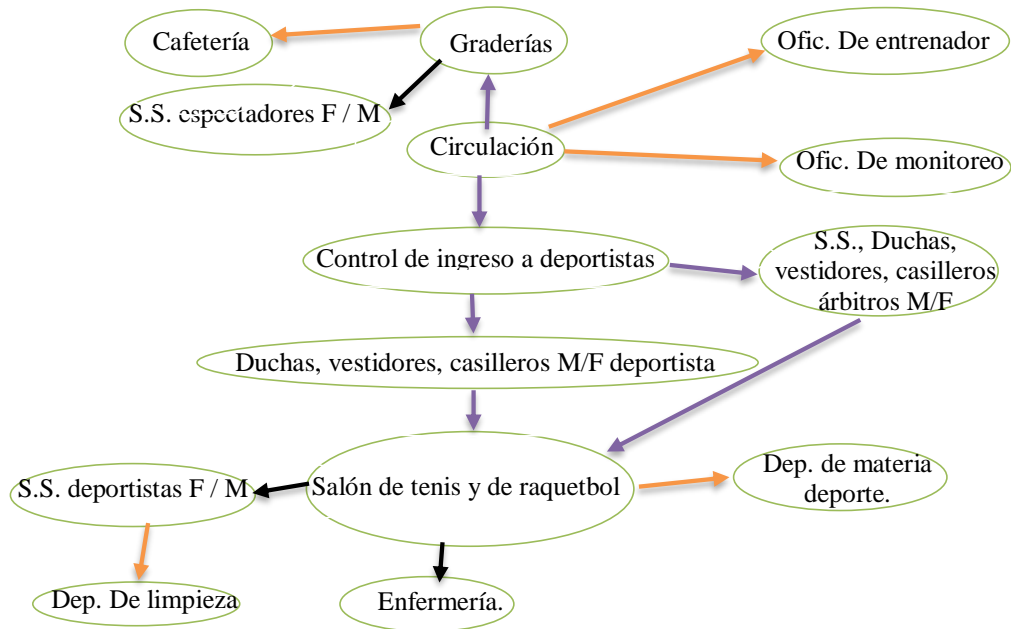 Cafetería
Graderías
Ofic. De entrenador
S.S. espectadores F / M
Circulación
Ofic. De monitoreo
Control de ingreso a deportistas
S.S., Duchas,
vestidores, casilleros
árbitros M/F
Duchas, vestidores, casilleros M/F deportista
S.S. deportistas F / M
Salón de tenis y de raquetbol
Dep. de materia
deporte.
Dep. De limpieza
Enfermería.